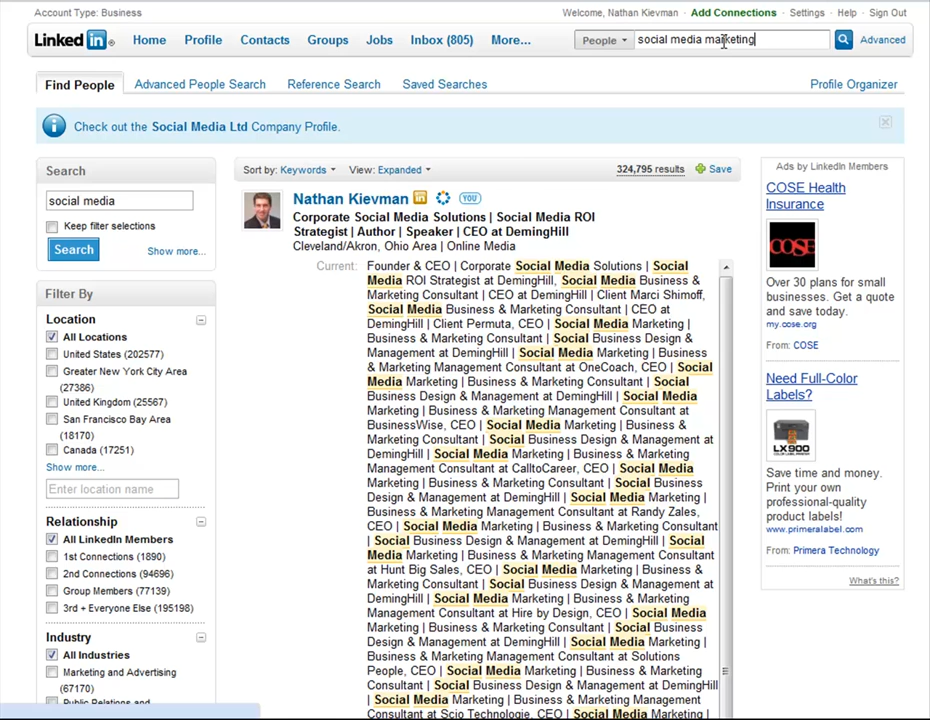 Account Type: Business
Welcome, Nathan Kievman. Add Connections Settings Help Sign Out
Linked in Home Profile Contacts Groups Jobs Inbox (805) More... People social media marketing Advanced
Find People Advanced People Search Reference Search Saved Searches Profile Organizer
Check out the Social Media Ltd Company Profile.
Search
social media
Keep filter selections
Search Show more...
Filter By
Location
All Locations
United States (202577)
Greater New York City Area
(27386)
United Kingdom (25567)
San Francisco Bay Area
(18170)
Canada (17251)
Show more...
Enter location name
Relationship
All LinkedIn Members
1st Connections (1890)
2nd Connections (94696)
Group Members (77139)
3rd + Everyone Else (195198)
Industry
All Industries
Marketing and Advertising
(67170)
Public Relations and
Sort by: Keywords View: Expanded 324,795 results Save
Nathan Kievman in YOU
Corporate Social Media Solutions | Social Media ROI
Strategist | Author | Speaker | CEO at DemingHill
Cleveland/Akron, Ohio Area | Online Media
Current: Founder & CEO | Corporate Social Media Solutions | Social
Media ROI Strategist at DemingHill, Social Media Business &
Marketing Consultant | CEO at DemingHill | Client Marci Shimoff,
Social Media Business & Marketing Consultant | CEO at
DemingHill | Client Permuta, CEO | Social Media Marketing |
Business & Marketing Consultant | Social Business Design &
Management at DemingHill | Social Media Marketing | Business
& Marketing Management Consultant at OneCoach, CEO | Social
Media Marketing | Business & Marketing Consultant | Social
Business Design & Management at DemingHill | Social Media
Marketing | Business & Marketing Management Consultant at
BusinessWise, CEO | Social Media Marketing | Business &
Marketing Consultant | Social Business Design & Management at
DemingHill | Social Media Marketing | Business & Marketing
Management Consultant at CalltoCareer, CEO | Social Media
Marketing | Business & Marketing Consultant | Social Business
Design & Management at DemingHill | Social Media Marketing |
Business & Marketing Management Consultant at Randy Zales,
CEO | Social Media Marketing | Business & Marketing Consultant
| Social Business Design & Management at DemingHill | Social
Media Marketing | Business & Marketing Management Consultant
at Hunt Big Sales, CEO | Social Media Marketing | Business &
Marketing Consultant | Social Business Design & Management at
DemingHill | Social Media Marketing | Business & Marketing
Management Consultant at Hire by Design, CEO | Social Media
Marketing | Business & Marketing Consultant | Social Business
Design & Management at DemingHill | Social Media Marketing |
Business & Marketing Management Consultant at Solutions
People, CEO | Social Media Marketing | Business & Marketing
Consultant | Social Business Design & Management at DemingHill
| Social Media Marketing | Business & Marketing Management
Consultant at Scio Technologie, CEO | Social Media Marketing |
Ads by LinkedIn Members
COSE Health
Insurance
COSE
Over 30 plans for small
businesses. Get a quote
and save today.
my.cose.org
From: COSE
Need Full-Color
Labels?
LX900
Save time and money.
Print your own
professional-quality
product labels!
www.primeralabel.com
From: Primera Technology
What's this?